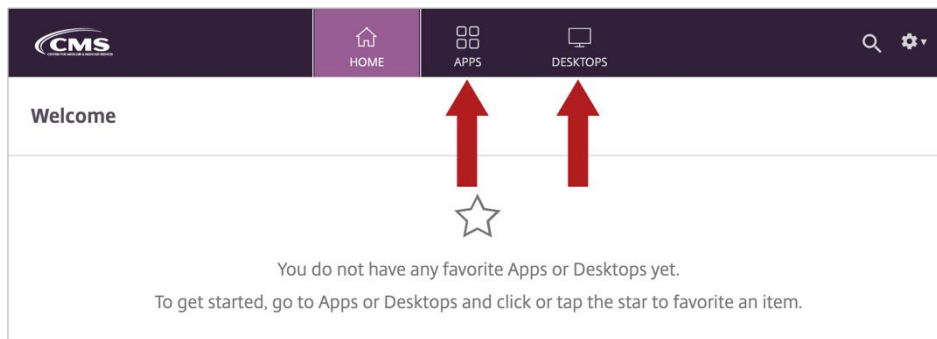 CMS
HOME
APPS
DESKTOPS
Welcome
You do not have any favorite Apps or Desktops yet.
To get started, go to Apps or Desktops and click or tap the star to favorite an item.